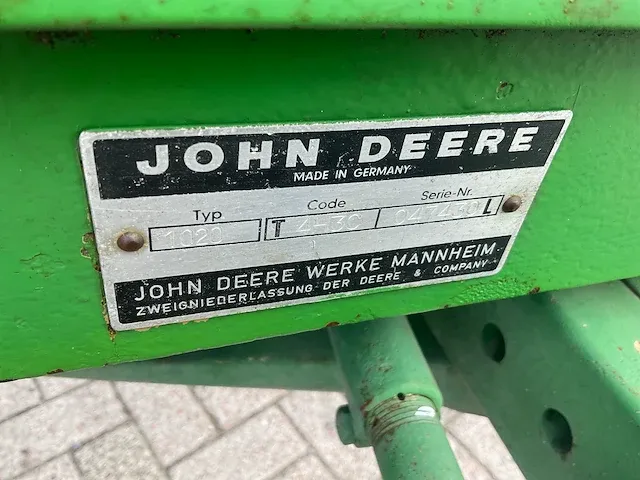 JOHN DEERE
MADE IN GERMANY
Typ Code Serie-Nr.
1020 T L
JOHN DEERE WERKE MANNHEIM
ZWEIGNIEDERLASSUNG DER DEERE & COMPANY